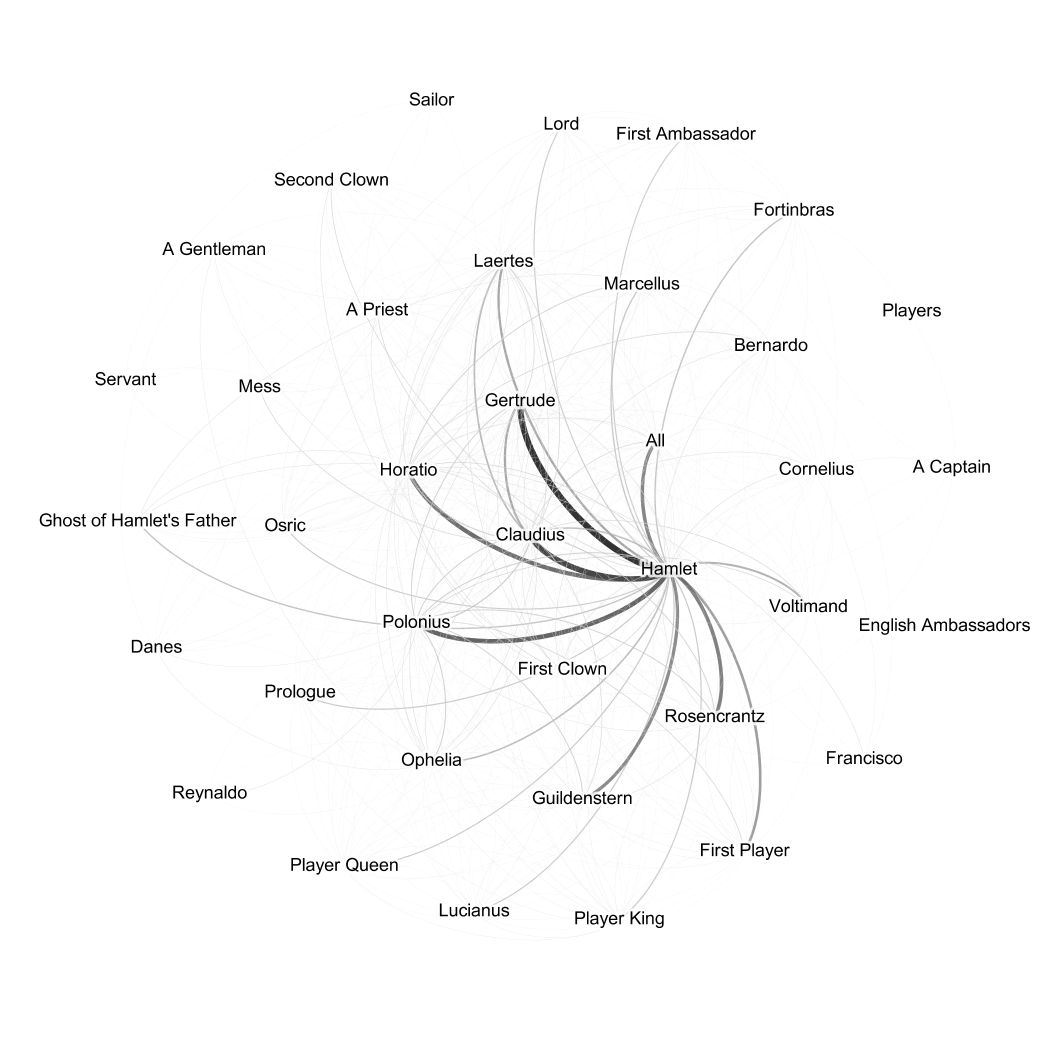 Sailor
Lord
First Ambassador
Second Clown
Fortinbras
A Gentleman
Laertes
Marcellus
A Priest
Players
Bernardo
Servant
Mess
Gertrude
All
Horatio
Cornelius
A Captain
Ghost of Hamlet's Father
Osric
Claudius
Hamlet
Voltimand
Polonius
English Ambassadors
Danes
First Clown
Prologue
Rosencrantz
Ophelia
Francisco
Reynaldo
Guildenstern
First Player
Player Queen
Lucianus
Player King